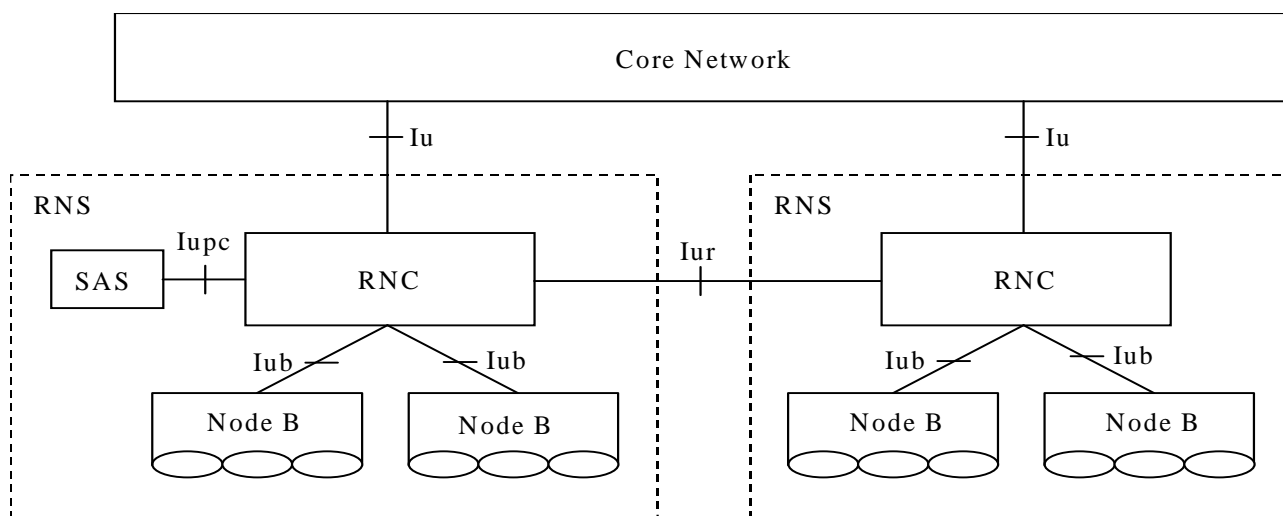 Core Network
Iu
Iu
RNS
RNS
Iupc
Iur
SAS
RNC
RNC
Iub
Iub
Iub
Iub
Node B
Node B
Node B
Node B